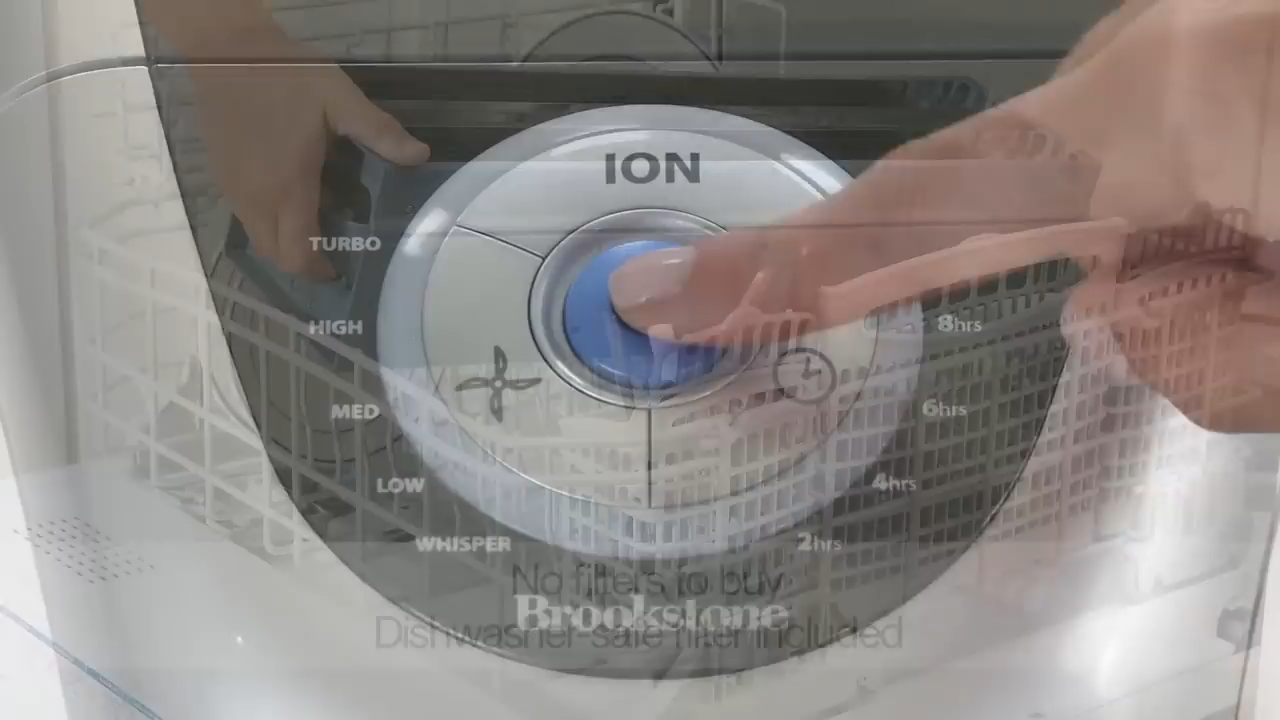 ION
TURBO
HIGH
MED
LOW
WHISPER
8hrs
6hrs
4hrs
2hrs
No filters to buy
Brookstone
Dishwasher safe filter included